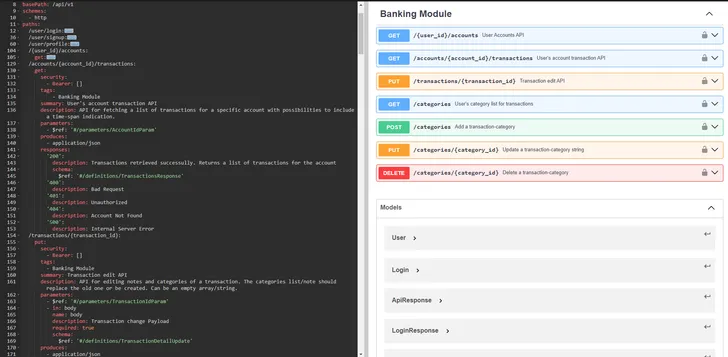 8 basePath: /api/v1
9 schemes:
10 - http
11 paths:
12 /user/login:
36 /user/signup:
60 /user/profile:
104 /{user_id}/accounts:
105 get:
129 /accounts/{account_id}/transactions:
130 get:
131 security:
132 - Bearer: []
133 tags:
134 - Banking Module
135 summary: User's account transaction API
136 description: API for fetching a list of transactions for a specific account with possibilities to include
a time-span indication.
137 parameters:
138 - $ref: '#/parameters/AccountIdParam'
139 produces:
140 - application/json
141 responses:
142 '200':
143 description: Transactions retrieved successfully. Returns a list of transactions for the account
144 schema:
145 $ref: '#/definitions/TransactionsResponse'
146 '400':
147 description: Bad Request
148 '401':
149 description: Unauthorized
150 '404':
151 description: Account Not Found
152 '500':
153 description: Internal Server Error
154 /transactions/{transaction_id}:
155 put:
156 security:
157 - Bearer: []
158 tags:
159 - Banking Module
160 summary: Transaction edit API
161 description: API for editing notes and categories of a transaction. The categories list/note should
replace the old one or be created. Can be an empty array/string.
162 parameters:
163 - $ref: '#/parameters/TransactionIdParam'
164 - in: body
165 name: body
166 description: Transaction change Payload
167 required: true
168 schema:
169 $ref: '#/definitions/TransactionDetailUpdate'
170 produces:
171 - application/json
Banking Module
GET /{user_id}/accounts User Accounts API
GET /accounts/{account_id}/transactions User's account transaction API
PUT /transactions/{transaction_id} Transaction edit API
GET /categories User's category list for transactions
POST /categories Add a transaction-category
PUT /categories/{category_id} Update a transaction-category string
DELETE /categories/{category_id} Delete a transaction-category
Models
User
Login
ApiResponse
LoginResponse